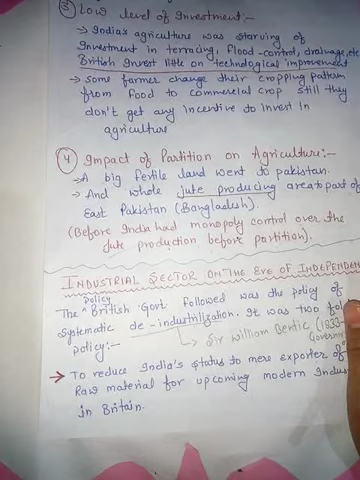 ③ Low level of Investment:-
→ India's agriculture was starving of
Investment in terracing, Flood-control, drainage, etc
British Invest little on technological improvement
→ Some farmer change their cropping pattern
from Food to commercial crop still they
don't get any Incentive to Invest in
agriculture
④ Impact of Partition on Agriculture:-
→ A big fertile land went to pakistan.
→ And whole jute producing area to part of
East Pakistan (Bangladesh).
(Before India had monopoly control over the
Jute production before partition).
INDUSTRIAL SECTOR ON THE EVE OF INDEPENDEN
policy
The ^ British Govt followed was the policy of
systematic de-industrilization. It was two fol
policy:-
→ Sir William Bentic (1833-
Governm
→ To reduce India's status to mere exporter of
Raw material for upcoming modern Indus
in Britain.